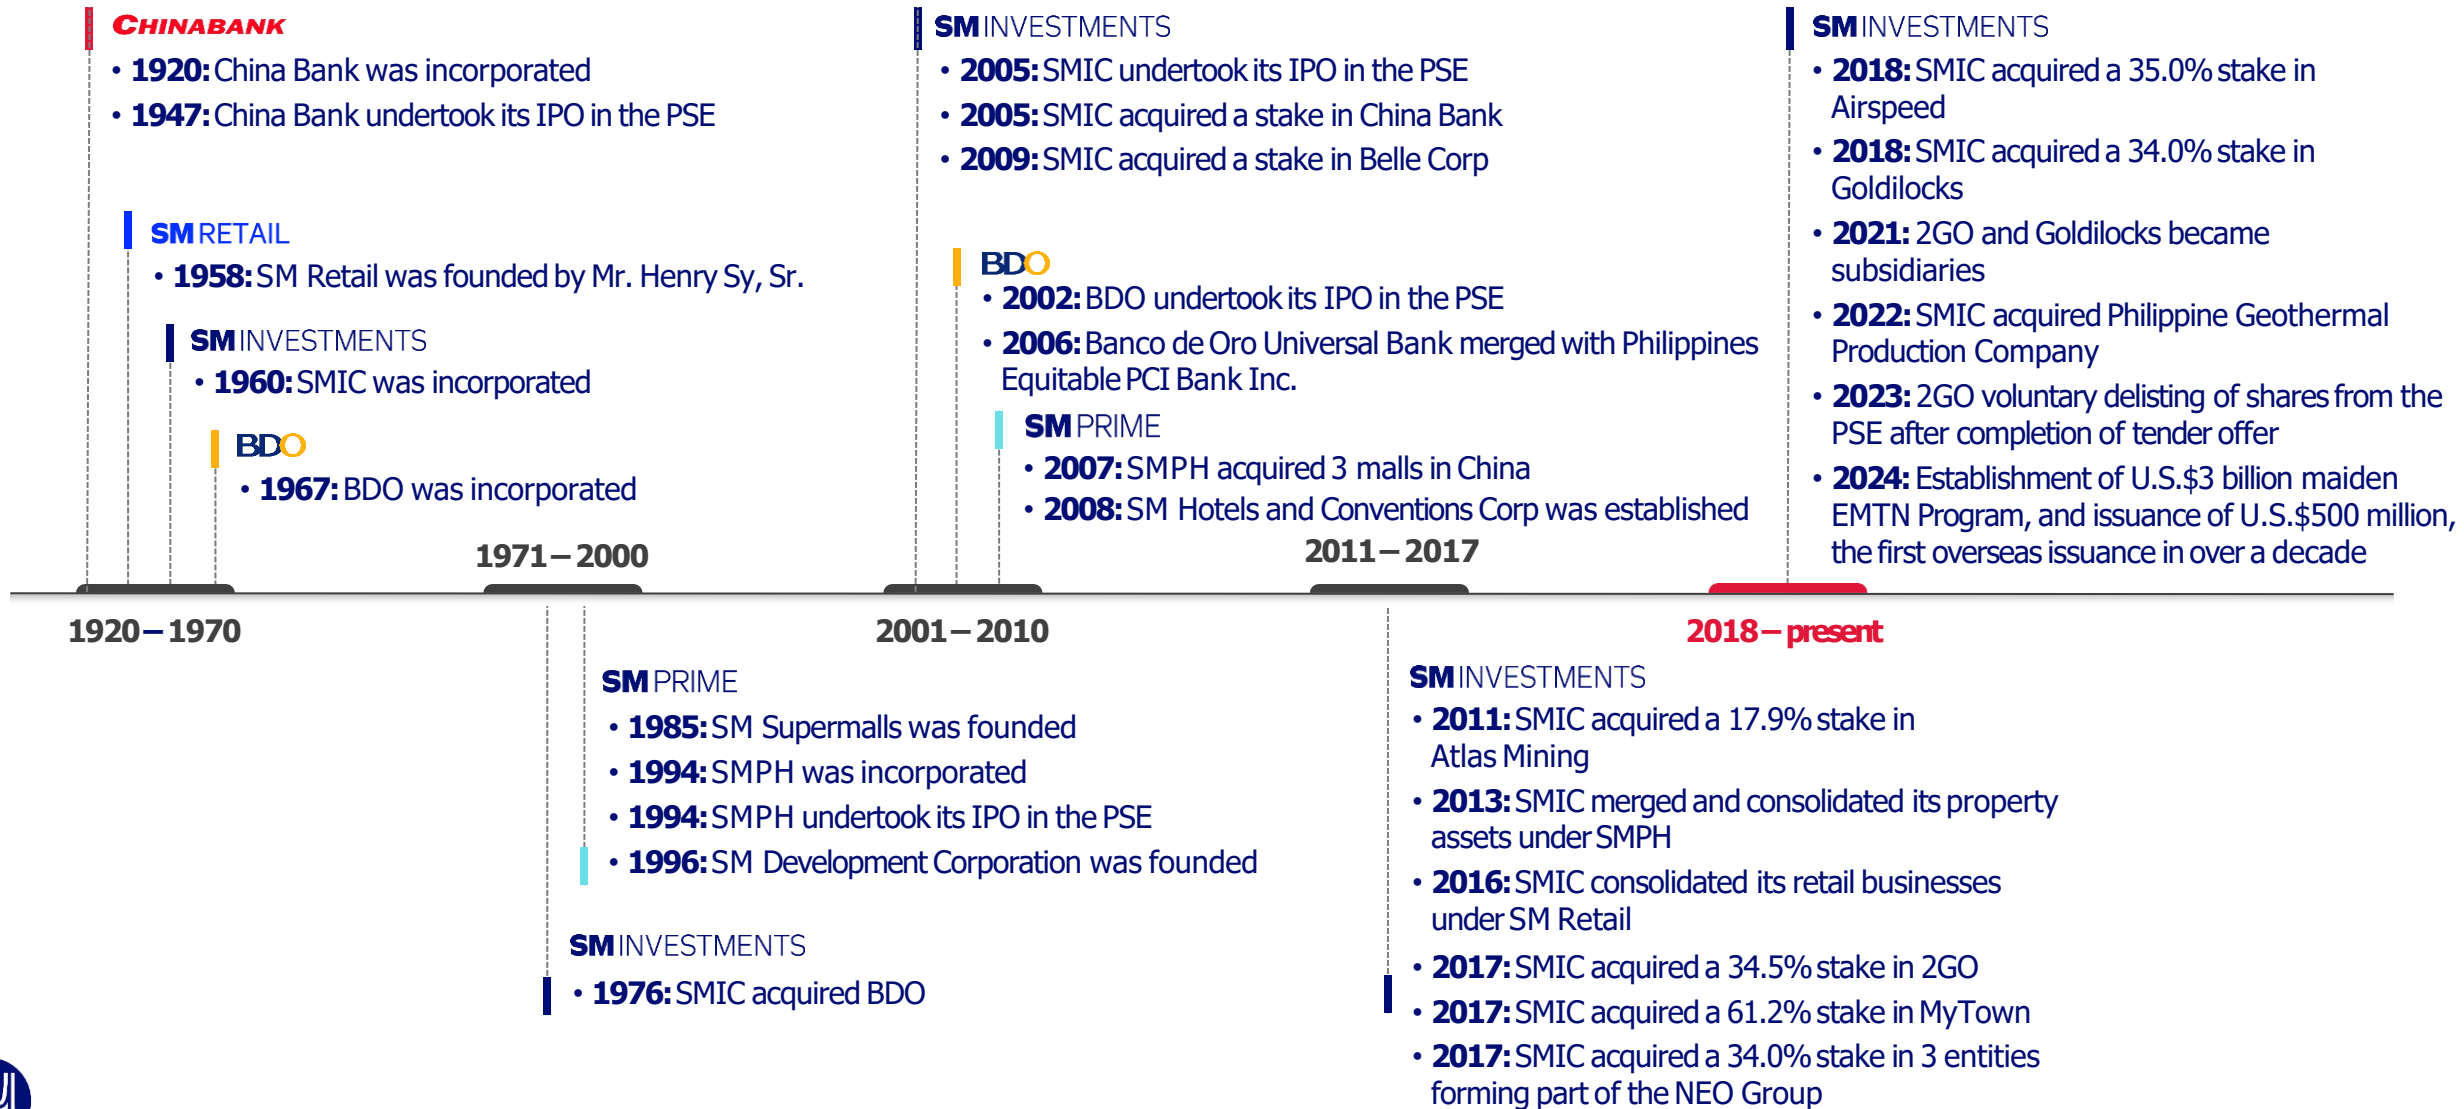 CHINABANK
• 1920: China Bank was incorporated
• 1947: China Bank undertook its IPO in the PSE
SM RETAIL
• 1958: SM Retail was founded by Mr. Henry Sy, Sr.
SM INVESTMENTS
• 1960: SMIC was incorporated
BDO
• 1967: BDO was incorporated
1920 – 1970
1971 – 2000
SM PRIME
• 1985: SM Supermalls was founded
• 1994: SMPH was incorporated
• 1994: SMPH undertook its IPO in the PSE
• 1996: SM Development Corporation was founded
SM INVESTMENTS
• 1976: SMIC acquired BDO
SM INVESTMENTS
• 2005: SMIC undertook its IPO in the PSE
• 2005: SMIC acquired a stake in China Bank
• 2009: SMIC acquired a stake in Belle Corp
BDO
• 2002: BDO undertook its IPO in the PSE
• 2006: Banco de Oro Universal Bank merged with Philippines
Equitable PCI Bank Inc.
SM PRIME
• 2007: SMPH acquired 3 malls in China
• 2008: SM Hotels and Conventions Corp was established
2001 – 2010
2011 – 2017
SM INVESTMENTS
• 2011: SMIC acquired a 17.9% stake in
Atlas Mining
• 2013: SMIC merged and consolidated its property
assets under SMPH
• 2016: SMIC consolidated its retail businesses
under SM Retail
• 2017: SMIC acquired a 34.5% stake in 2GO
• 2017: SMIC acquired a 61.2% stake in MyTown
• 2017: SMIC acquired a 34.0% stake in 3 entities
forming part of the NEO Group
SM INVESTMENTS
• 2018: SMIC acquired a 35.0% stake in
Airspeed
• 2018: SMIC acquired a 34.0% stake in
Goldilocks
• 2021: 2GO and Goldilocks became
subsidiaries
• 2022: SMIC acquired Philippine Geothermal
Production Company
• 2023: 2GO voluntary delisting of shares from the
PSE after completion of tender offer
• 2024: Establishment of U.S.$3 billion maiden
EMTN Program, and issuance of U.S.$500 million,
the first overseas issuance in over a decade
2018 – present